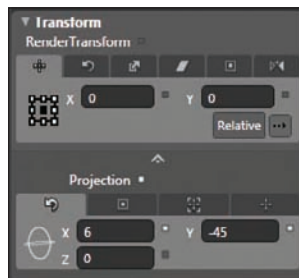 Transform
RenderTransform
X 0 Y 0
Relative
Projection
X 6 Y -45
Z 0